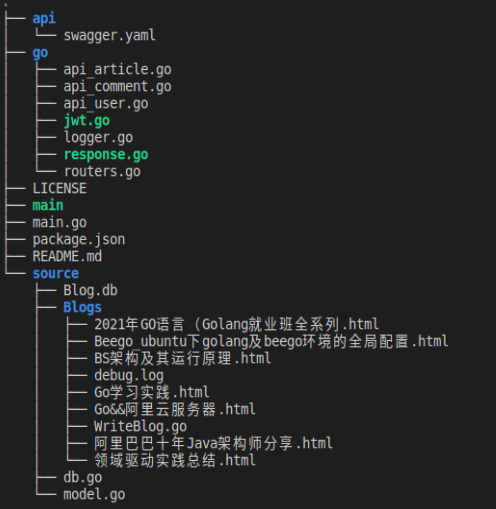 .
├── api
│   └── swagger.yaml
├── go
│   ├── api_article.go
│   ├── api_comment.go
│   ├── api_user.go
│   ├── jwt.go
│   ├── logger.go
│   ├── response.go
│   └── routers.go
├── LICENSE
├── main
├── main.go
├── package.json
├── README.md
└── source
    ├── Blog.db
    ├── Blogs
    │   ├── 2021年GO语言 (Golang就业班全系列.html
    │   ├── Beego_ubuntu下golang及beego环境的全局配置.html
    │   ├── BS架构及其运行原理.html
    │   ├── debug.log
    │   ├── Go学习实践.html
    │   ├── Go&&阿里云服务器.html
    │   ├── WriteBlog.go
    │   ├── 阿里巴巴十年Java架构师分享.html
    │   └── 领域驱动实践总结.html
    ├── db.go
    └── model.go